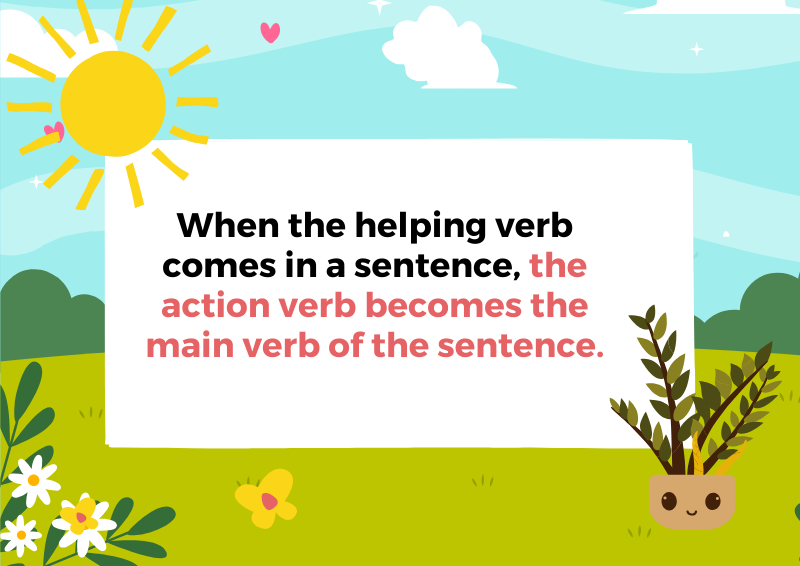 When the helping verb
comes in a sentence, the
action verb becomes the
main verb of the sentence.